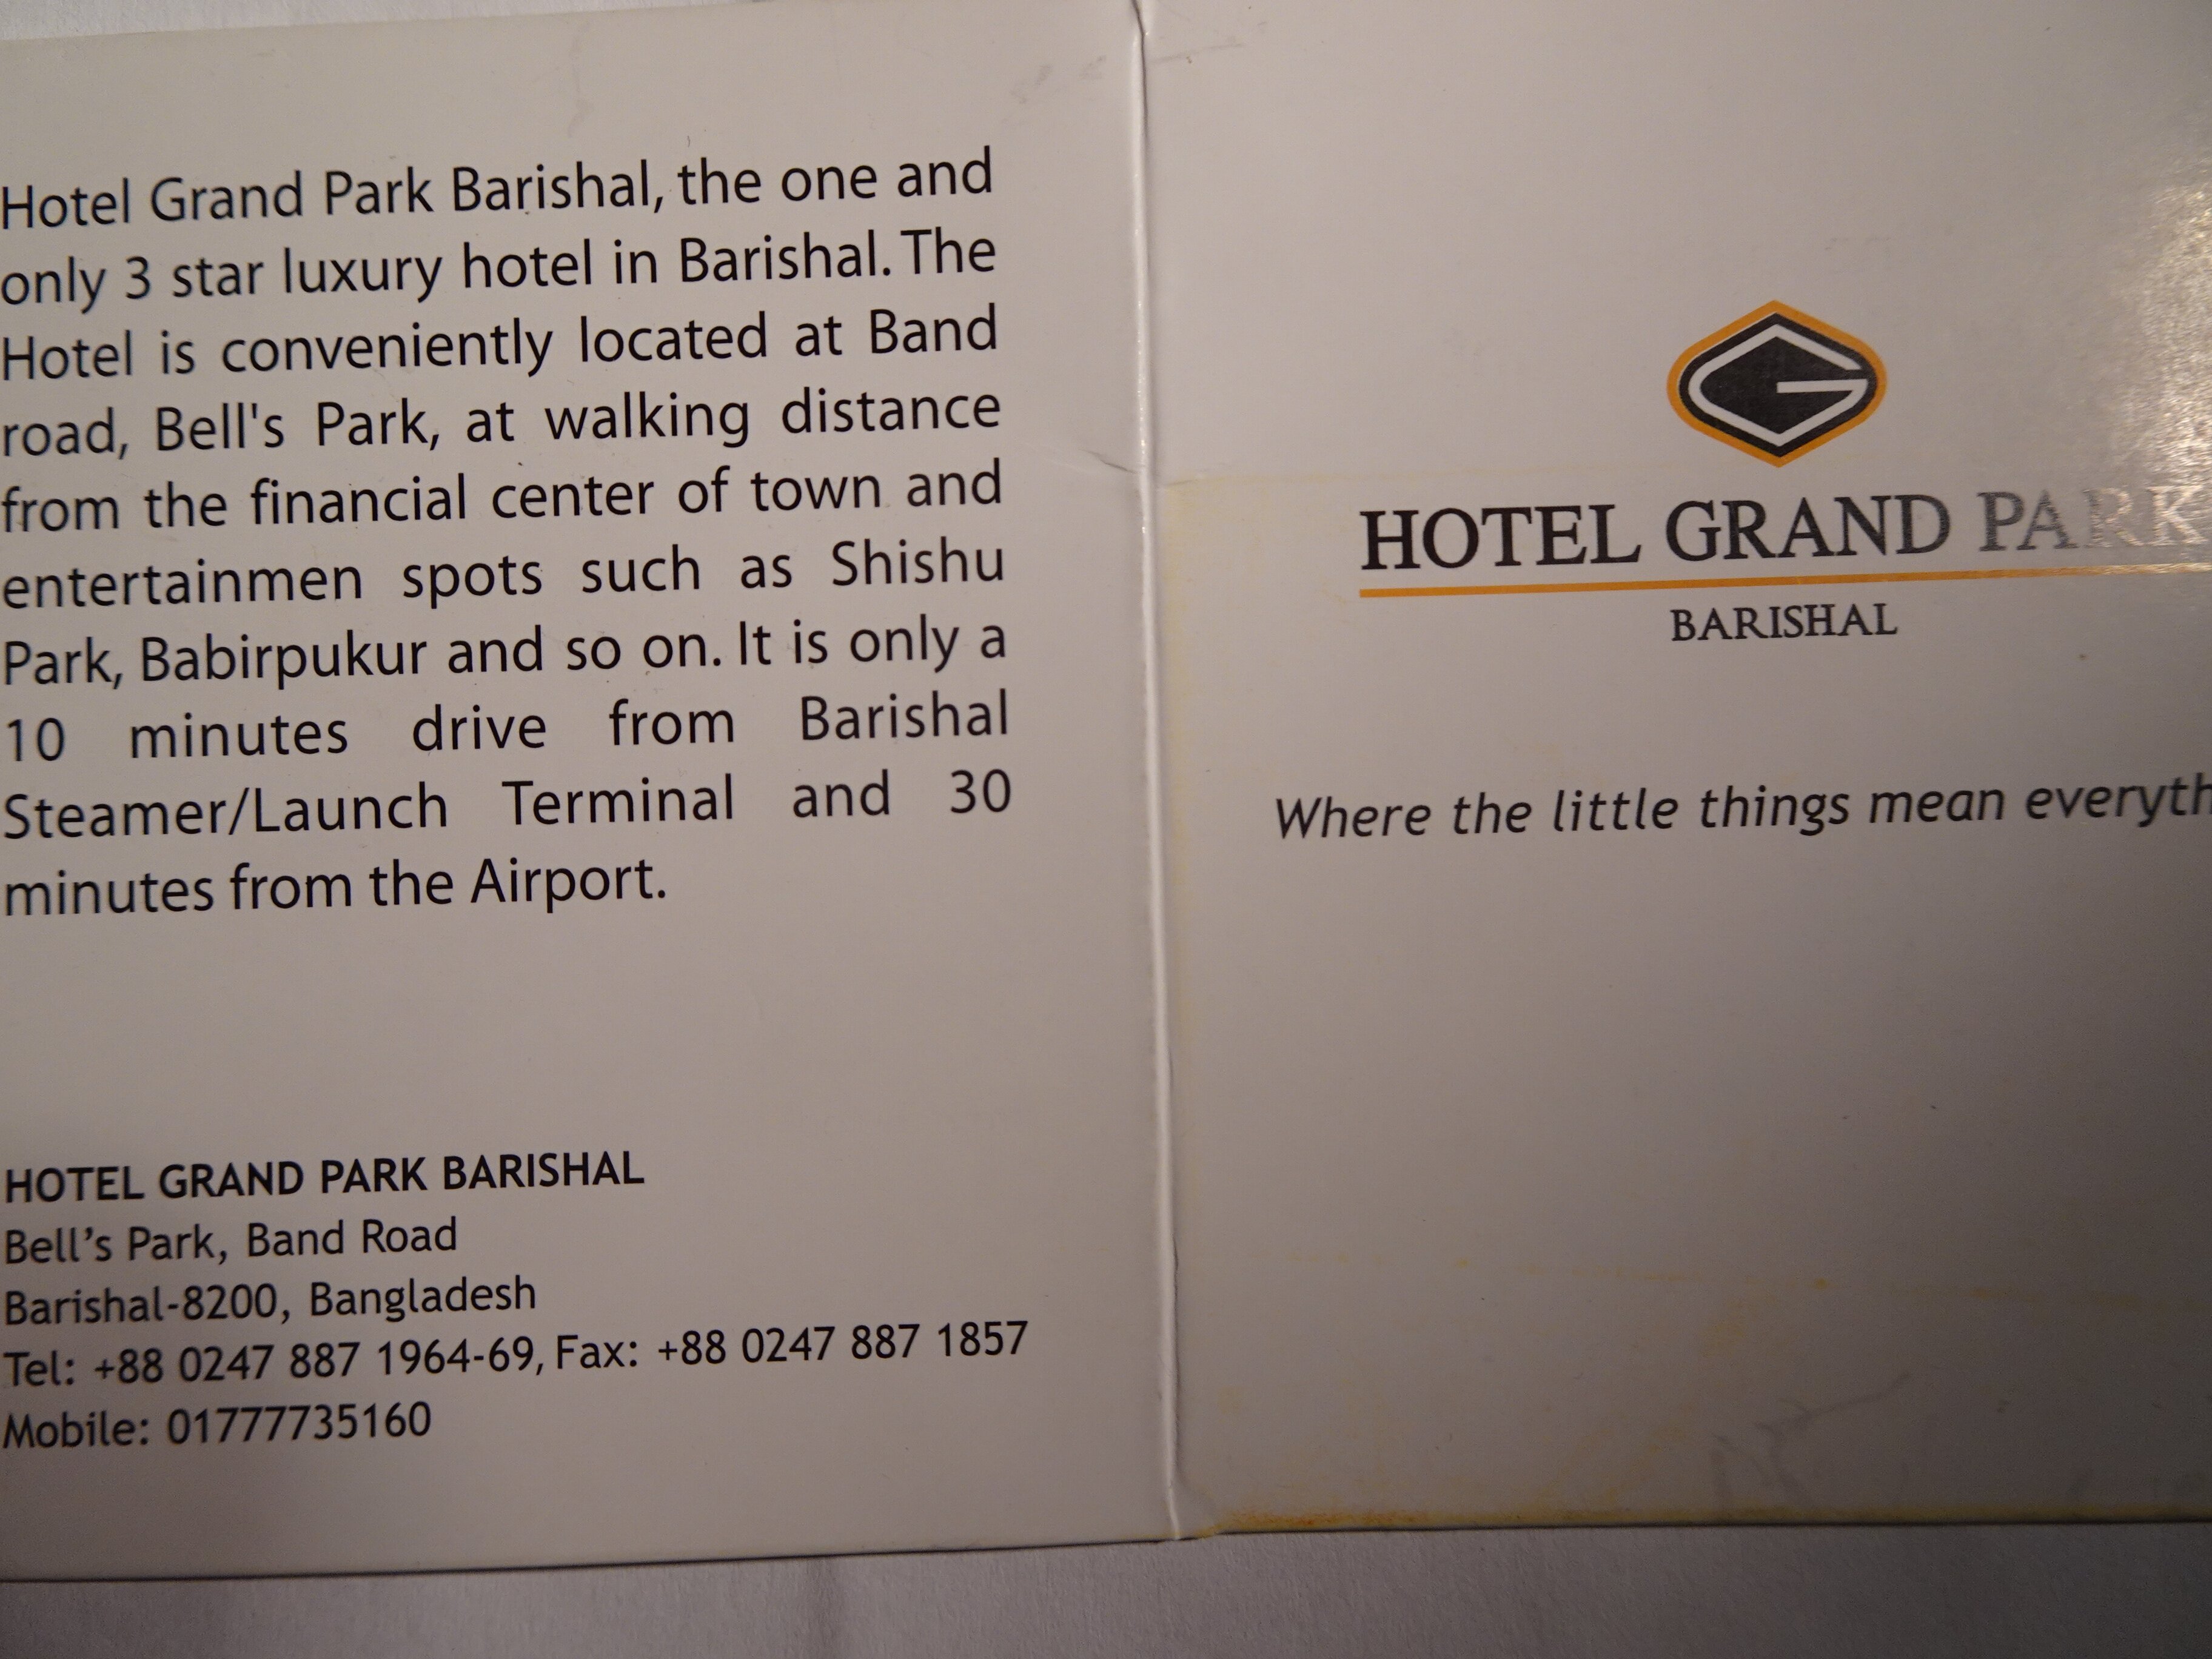 Hotel Grand Park Barishal, the one and
only 3 star luxury hotel in Barishal. The
Hotel is conveniently located at Band
road, Bell's Park, at walking distance
from the financial center of town and
entertainmen spots such as Shishu
Park, Babirpukur and so on. It is only a
10 minutes drive from Barishal
Steamer/Launch Terminal and 30
minutes from the Airport.
HOTEL GRAND PARK BARISHAL
Bell’s Park, Band Road
Barishal-8200, Bangladesh
Tel: +88 0247 887 1964-69, Fax: +88 0247 887 1857
Mobile: 01777735160
G
HOTEL GRAND PARK
BARISHAL
Where the little things mean everyth